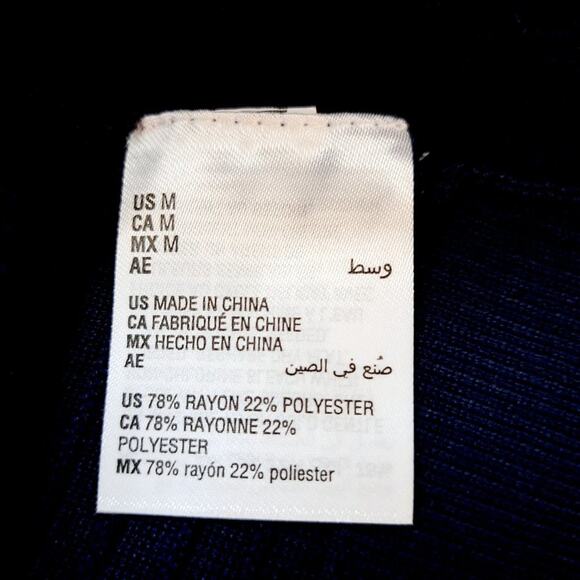 US M
CA M
MX M
AE وسط
US MADE IN CHINA
CA FABRIQUÉ EN CHINE
MX HECHO EN CHINA
AE صُنع في الصين
US 78% RAYON 22% POLYESTER
CA 78% RAYONNE 22%
POLYESTER
MX 78% rayón 22% poliester